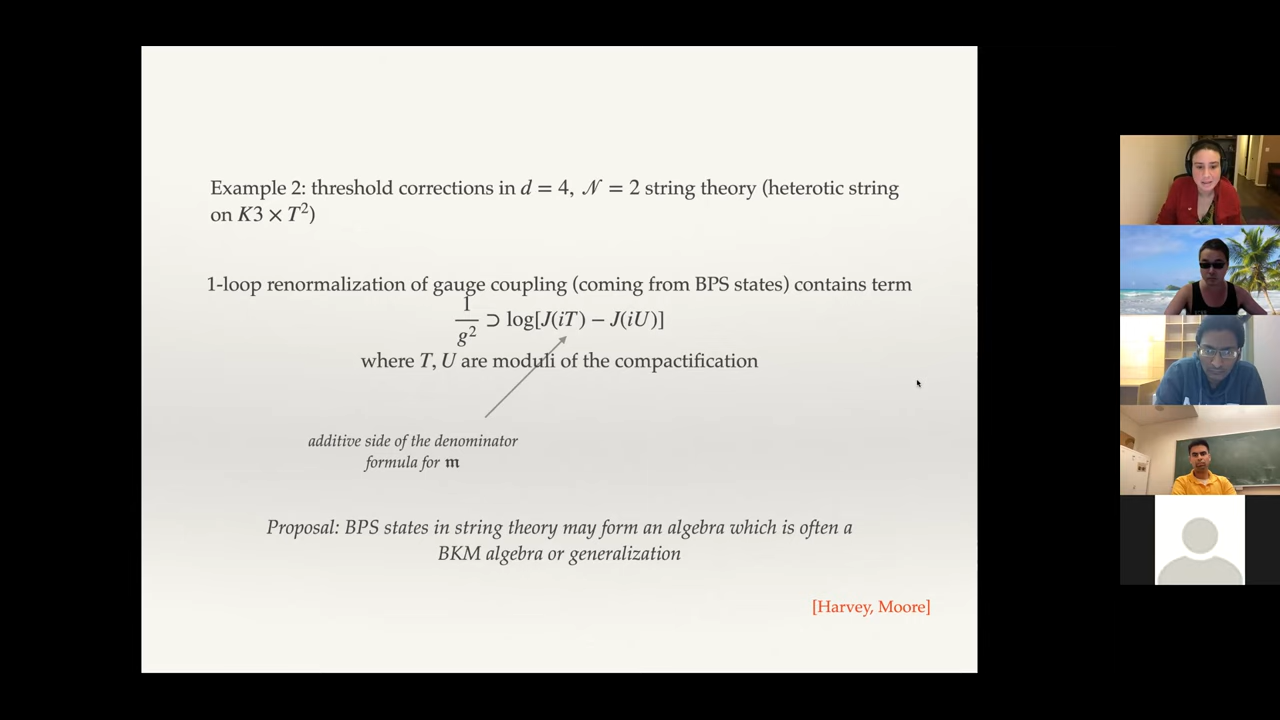 Example 2: threshold corrections in d = 4, 𝒩 = 2 string theory (heterotic string
on K3 × T²)
1-loop renormalization of gauge coupling (coming from BPS states) contains term
1/g² ⊃ log[J(iT) − J(iU)]
where T, U are moduli of the compactification
additive side of the denominator
formula for 𝔪
Proposal: BPS states in string theory may form an algebra which is often a
BKM algebra or generalization
[Harvey, Moore]